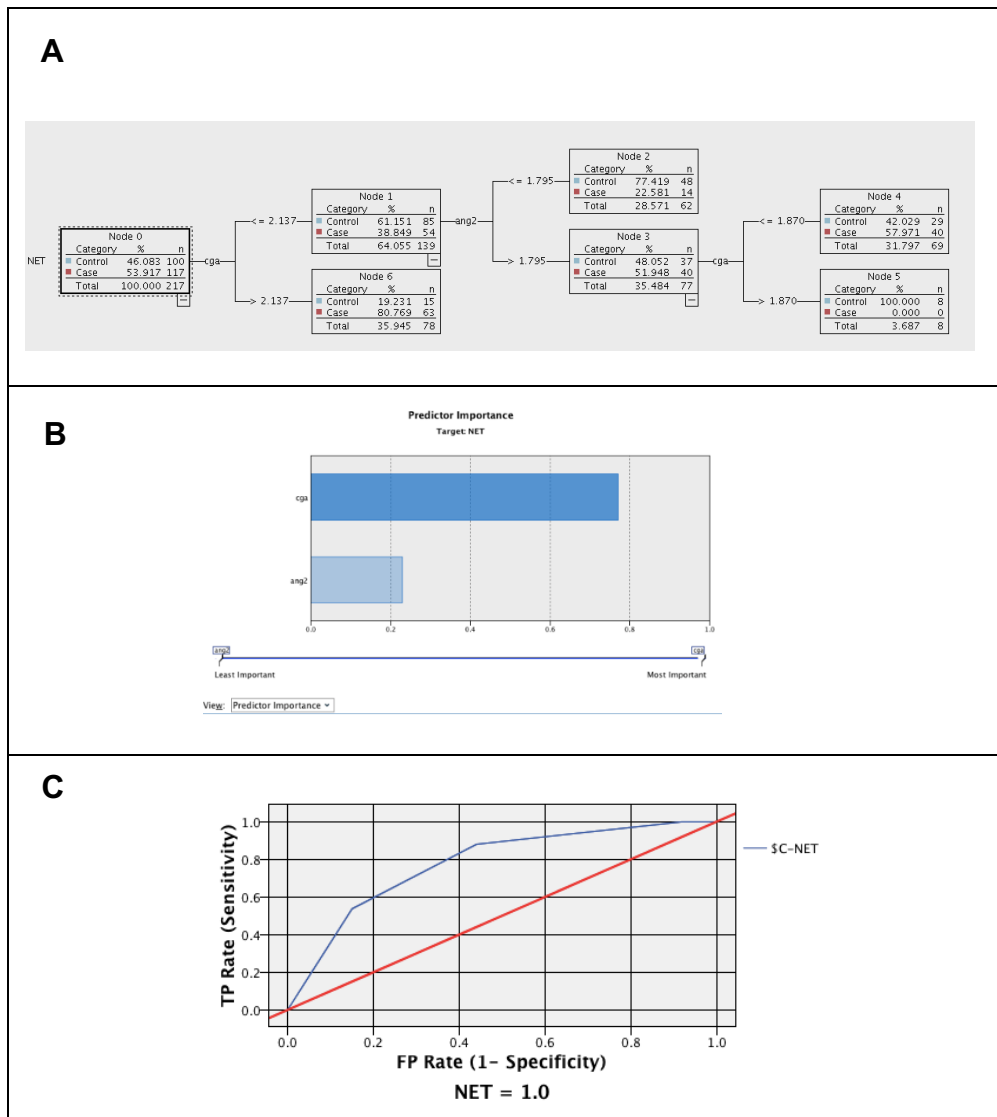 A
NET
Node 0
Category % n
Control 46.083 100
Case 53.917 117
Total 100.000 217
cga
<= 2.137
> 2.137
Node 1
Category % n
Control 61.151 85
Case 38.849 54
Total 64.055 139
Node 6
Category % n
Control 19.231 15
Case 80.769 63
Total 35.945 78
ang2
<= 1.795
> 1.795
Node 2
Category % n
Control 77.419 48
Case 22.581 14
Total 28.571 62
Node 3
Category % n
Control 48.052 37
Case 51.948 40
Total 35.484 77
cga
<= 1.870
> 1.870
Node 4
Category % n
Control 42.029 29
Case 57.971 40
Total 31.797 69
Node 5
Category % n
Control 100.000 8
Case 0.000 0
Total 3.687 8
B
Predictor Importance
Target: NET
cga
ang2
0.0 0.2 0.4 0.6 0.8 1.0
ang2 cga
Least Important Most Important
View: Predictor Importance
C
TP Rate (Sensitivity)
1.0
0.8
0.6
0.4
0.2
0.0
0.0 0.2 0.4 0.6 0.8 1.0
FP Rate (1- Specificity)
NET = 1.0
$C-NET